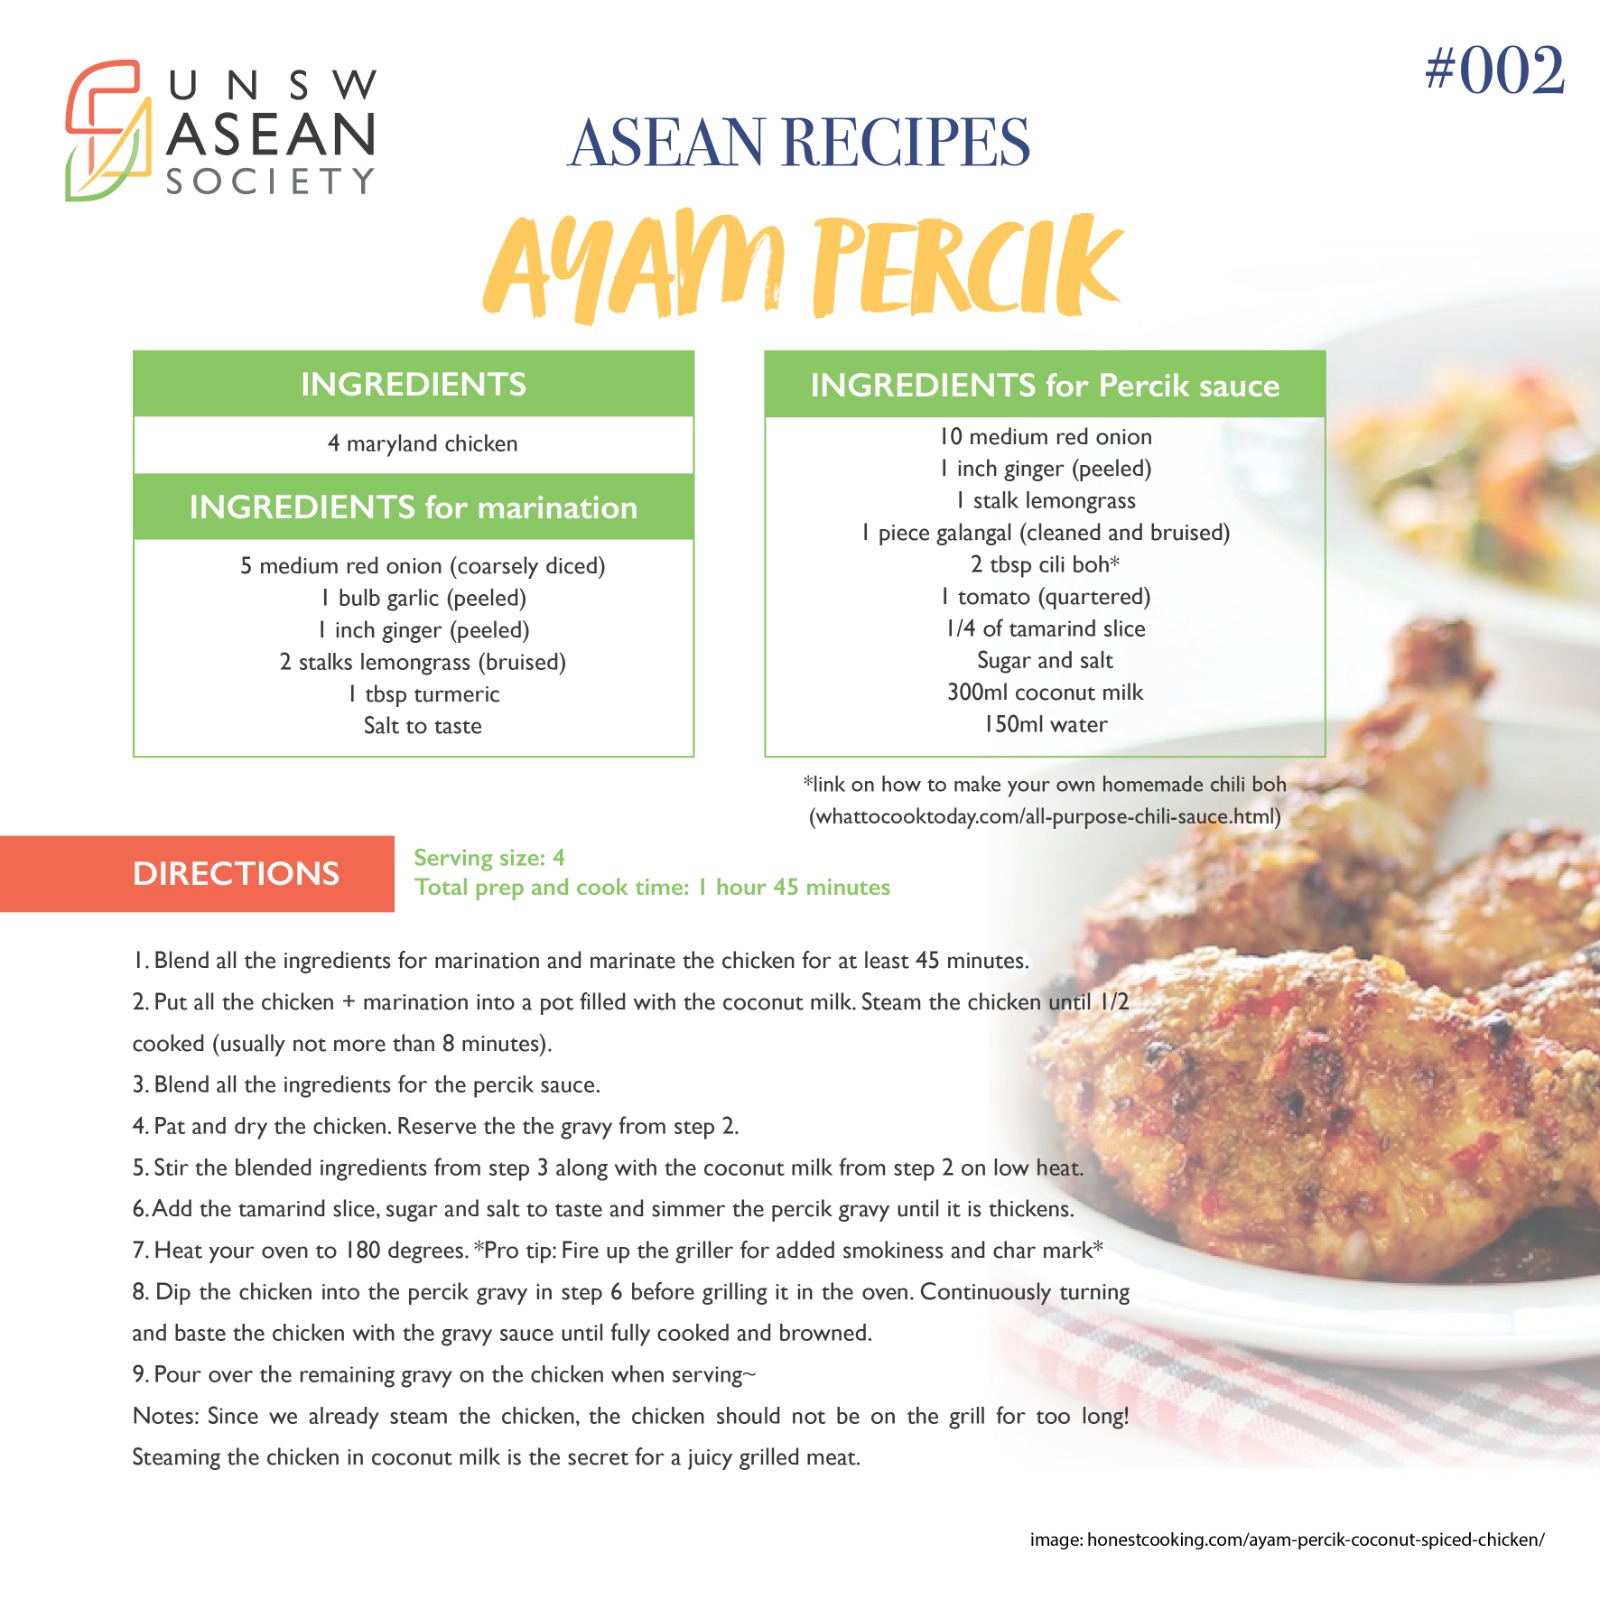 UNSW
ASEAN
SOCIETY
#002
ASEAN RECIPES
AYAM PERCIK
INGREDIENTS
4 maryland chicken
INGREDIENTS for marination
5 medium red onion (coarsely diced)
1 bulb garlic (peeled)
1 inch ginger (peeled)
2 stalks lemongrass (bruised)
1 tbsp turmeric
Salt to taste
INGREDIENTS for Percik sauce
10 medium red onion
1 inch ginger (peeled)
1 stalk lemongrass
1 piece galangal (cleaned and bruised)
2 tbsp cili boh*
1 tomato (quartered)
1/4 of tamarind slice
Sugar and salt
300ml coconut milk
150ml water
*link on how to make your own homemade chili boh
(whattocooktoday.com/all-purpose-chili-sauce.html)
DIRECTIONS
Serving size: 4
Total prep and cook time: 1 hour 45 minutes
1. Blend all the ingredients for marination and marinate the chicken for at least 45 minutes.
2. Put all the chicken + marination into a pot filled with the coconut milk. Steam the chicken until 1/2
cooked (usually not more than 8 minutes).
3. Blend all the ingredients for the percik sauce.
4. Pat and dry the chicken. Reserve the the gravy from step 2.
5. Stir the blended ingredients from step 3 along with the coconut milk from step 2 on low heat.
6. Add the tamarind slice, sugar and salt to taste and simmer the percik gravy until it is thickens.
7. Heat your oven to 180 degrees. *Pro tip: Fire up the griller for added smokiness and char mark*
8. Dip the chicken into the percik gravy in step 6 before grilling it in the oven. Continuously turning
and baste the chicken with the gravy sauce until fully cooked and browned.
9. Pour over the remaining gravy on the chicken when serving~
Notes: Since we already steam the chicken, the chicken should not be on the grill for too long!
Steaming the chicken in coconut milk is the secret for a juicy grilled meat.
image: honestcooking.com/ayam-percik-coconut-spiced-chicken/